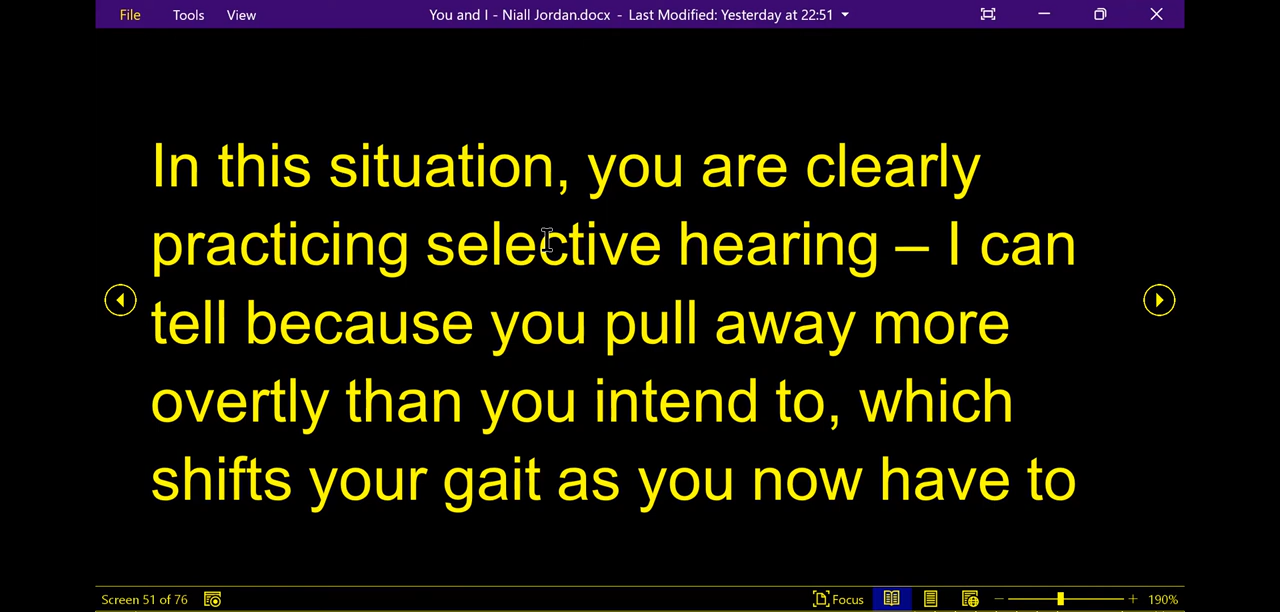 File Tools View You and I - Niall Jordan.docx - Last Modified: Yesterday at 22:51
In this situation, you are clearly
practicing selective hearing – I can
tell because you pull away more
overtly than you intend to, which
shifts your gait as you now have to
Screen 51 of 76 Focus 190%